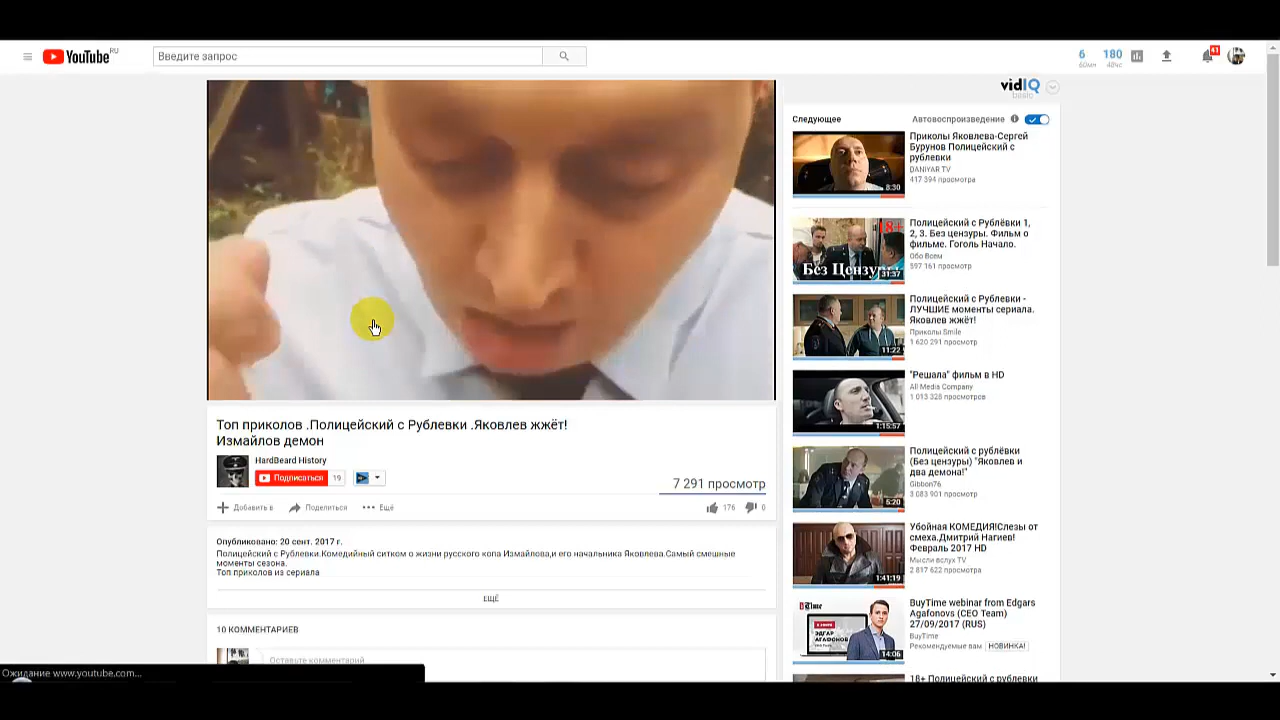 YouTube RU
Введите запрос
6
180
41
vidIQ
basic
Следующее
Автовоспроизведение
Приколы Яковлева-Сергей
Бурунов Полицейский с
рублевки
DANIYAR TV
417 394 просмотра
8:30
Полицейский с Рублёвки 1,
2, 3. Без цензуры. Фильм о
фильме. Гоголь Начало.
Обо Всем
597 161 просмотр
18+
Без Цензуры
31:37
Полицейский с Рублевки -
ЛУЧШИЕ моменты сериала.
Яковлев жжёт!
Приколы Smile
1 620 291 просмотр
11:22
"Решала" фильм в HD
All Media Company
1 013 328 просмотров
1:15:57
Полицейский с рублёвки
(Без цензуры) "Яковлев и
два демона!"
Gibbon76
3 083 901 просмотр
5:20
Убойная КОМЕДИЯ!Слезы от
смеха.Дмитрий Нагиев!
Февраль 2017 HD
Мысли вслух TV
2 817 622 просмотра
1:41:19
BuyTime webinar from Edgars
Agafonovs (CEO Team)
27/09/2017 (RUS)
BuyTime
Рекомендуемые вам НОВИНКА!
ЭДГАР
АГАФОНОВ
14:06
18+ Полицейский с рублевки
Топ приколов .Полицейский с Рублевки .Яковлев жжёт!
Измайлов демон
HardBeard History
Подписаться 19
7 291 просмотр
Добавить в Поделиться Ещё
176 0
Опубликовано: 20 сент. 2017 г.
Полицейский с Рублевки.Комедийный ситком о жизни русского копа Измайлова,и его начальника Яковлева.Самый смешные
моменты сезона.
Топ приколов из сериала
ЕЩЁ
10 КОММЕНТАРИЕВ
Оставьте комментарий
Ожидание www.youtube.com...